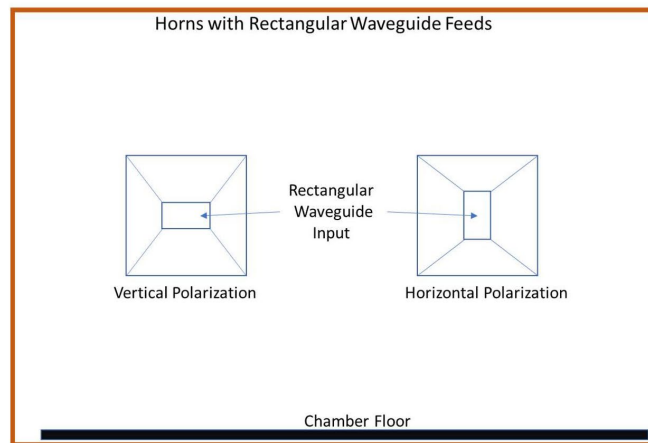 Horns with Rectangular Waveguide Feeds
Rectangular
Waveguide
Input
Vertical Polarization
Horizontal Polarization
Chamber Floor